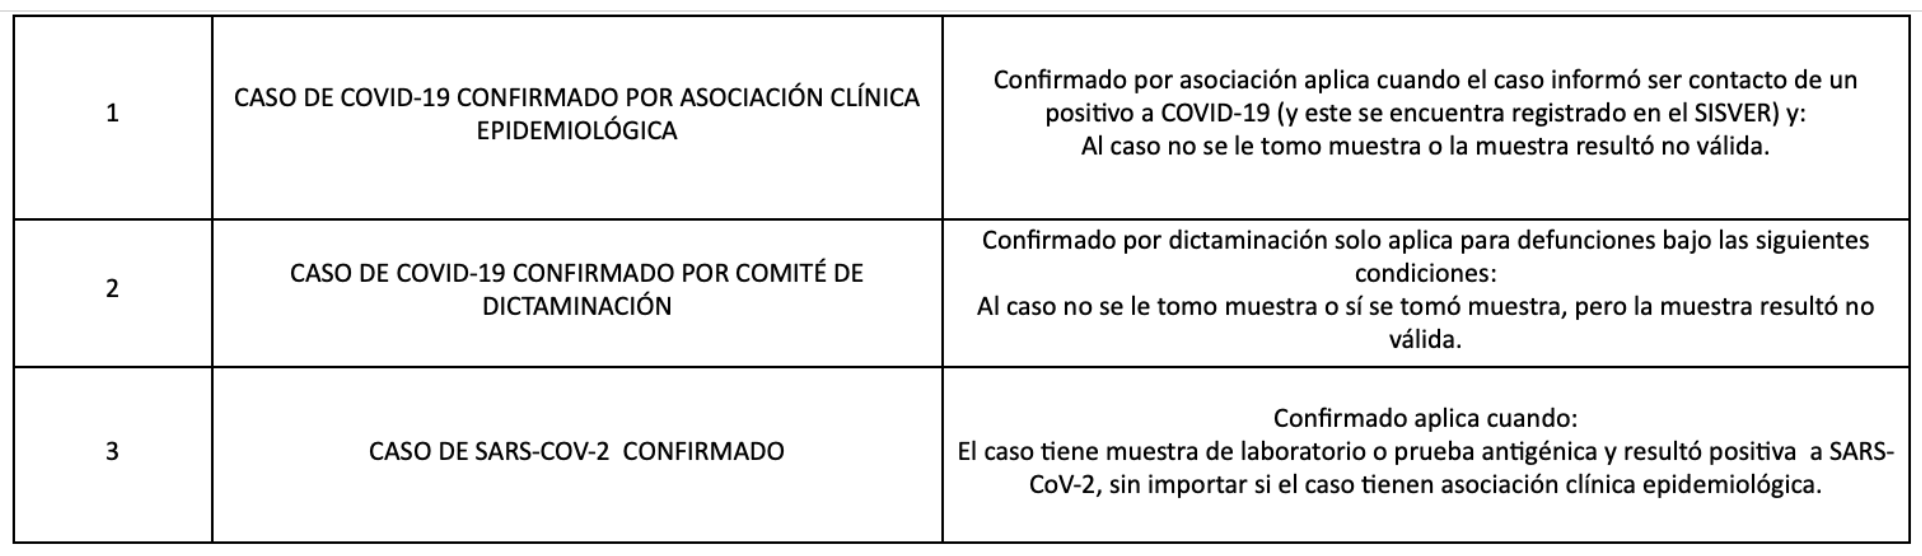 1
CASO DE COVID-19 CONFIRMADO POR ASOCIACIÓN CLÍNICA
EPIDEMIOLÓGICA
Confirmado por asociación aplica cuando el caso informó ser contacto de un
positivo a COVID-19 (y este se encuentra registrado en el SISVER) y:
Al caso no se le tomo muestra o la muestra resultó no válida.
2
CASO DE COVID-19 CONFIRMADO POR COMITÉ DE
DICTAMINACIÓN
Confirmado por dictaminación solo aplica para defunciones bajo las siguientes
condiciones:
Al caso no se le tomo muestra o sí se tomó muestra, pero la muestra resultó no
válida.
3
CASO DE SARS-COV-2  CONFIRMADO
Confirmado aplica cuando:
El caso tiene muestra de laboratorio o prueba antigénica y resultó positiva  a SARS-
CoV-2, sin importar si el caso tienen asociación clínica epidemiológica.